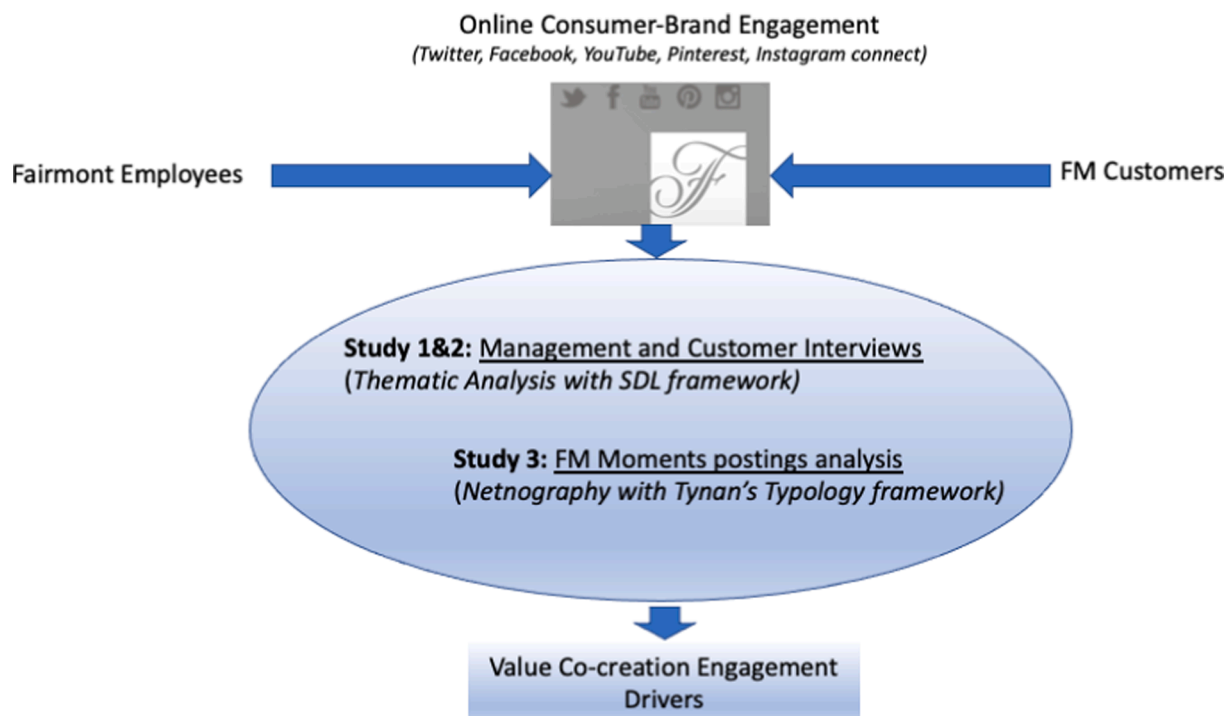 Online Consumer-Brand Engagement
(Twitter, Facebook, YouTube, Pinterest, Instagram connect)
Fairmont Employees
FM Customers
Study 1&2: Management and Customer Interviews
(Thematic Analysis with SDL framework)
Study 3: FM Moments postings analysis
(Netnography with Tynan's Typology framework)
Value Co-creation Engagement
Drivers